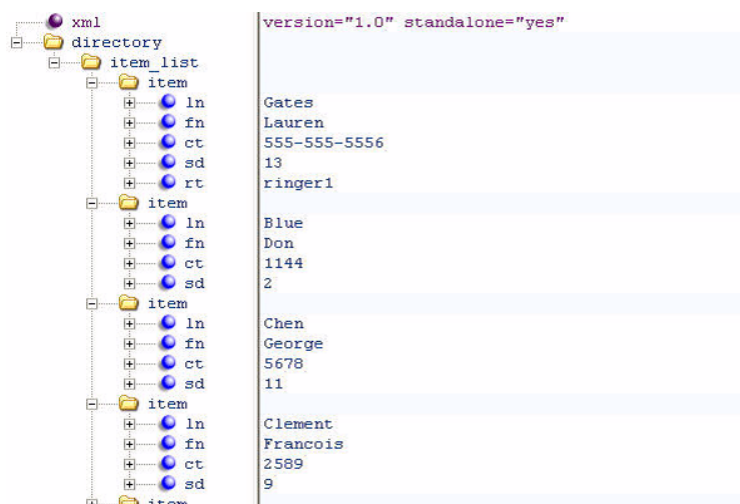 xml version="1.0" standalone="yes"
directory
item_list
item
ln Gates
fn Lauren
ct 555-555-5556
sd 13
rt ringer1
item
ln Blue
fn Don
ct 1144
sd 2
item
ln Chen
fn George
ct 5678
sd 11
item
ln Clement
fn Francois
ct 2589
sd 9
item